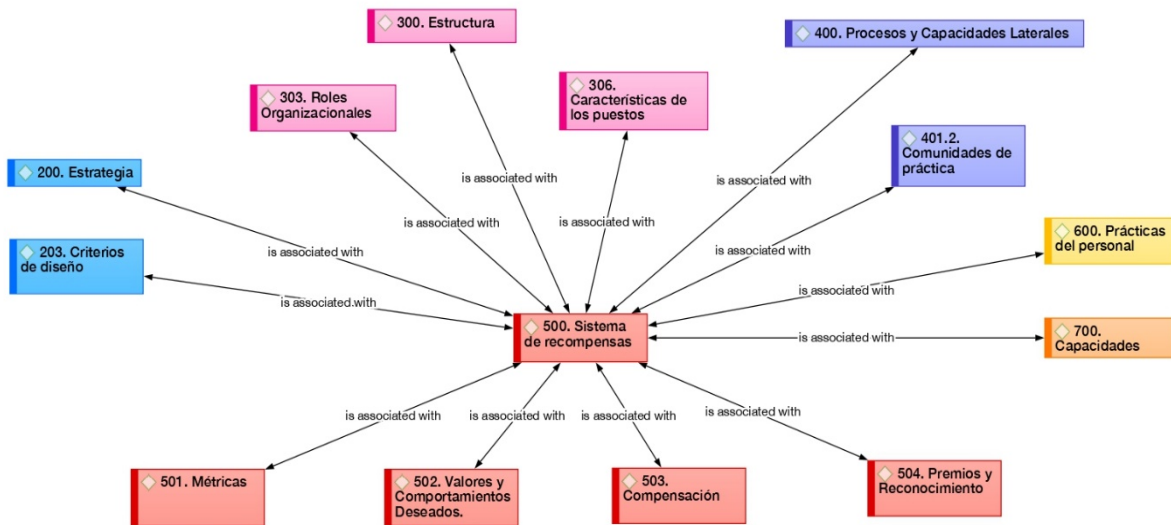 300. Estructura
400. Procesos y Capacidades Laterales
303. Roles
Organizacionales
306.
Características de
los puestos
401.2.
Comunidades de
práctica
200. Estrategia
is associated with
is associated with
is associated with
is associated with
is associated with
600. Prácticas
del personal
203. Criterios
de diseño
is associated with
is associated with
is associated with
500. Sistema
de recompensas
700.
Capacidades
is associated with
is associated with
is associated with
is associated with
is associated with
501. Métricas
502. Valores y
Comportamientos
Deseados.
503.
Compensación
504. Premios y
Reconocimiento